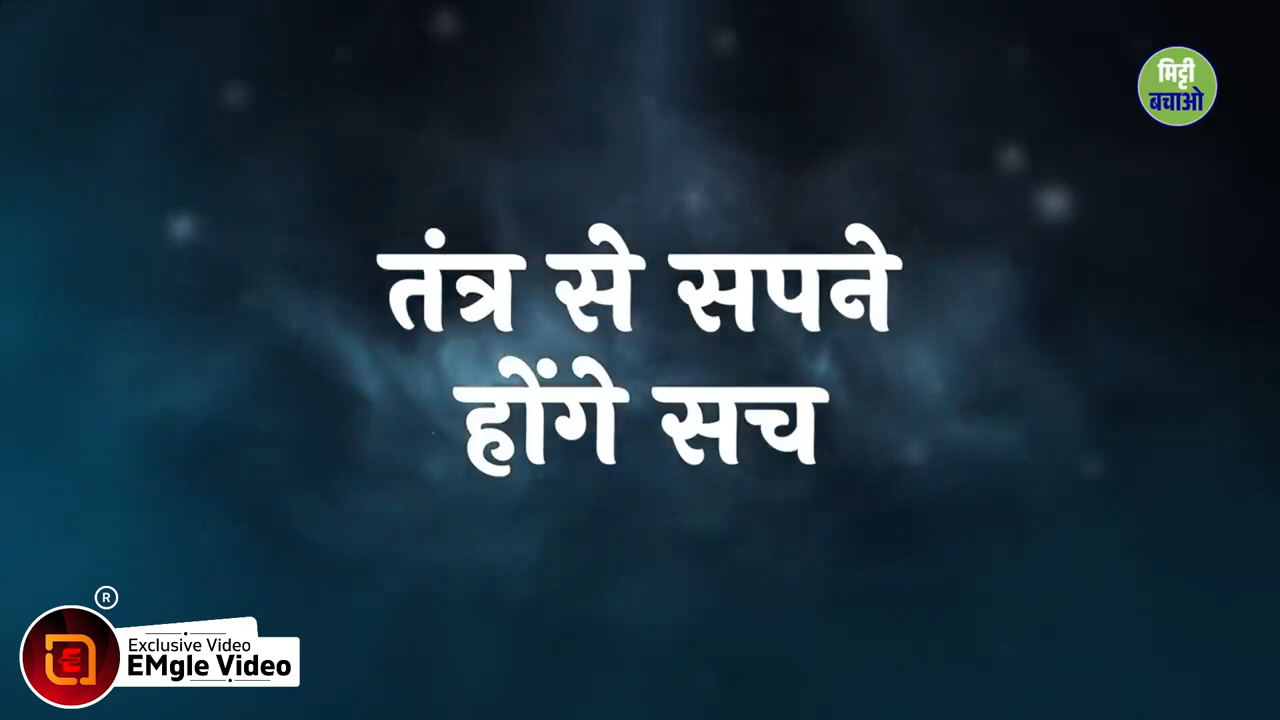 मिट्टी
बचाओ
तंत्र से सपने
होंगे सच
®
Exclusive Video
EMgle Video